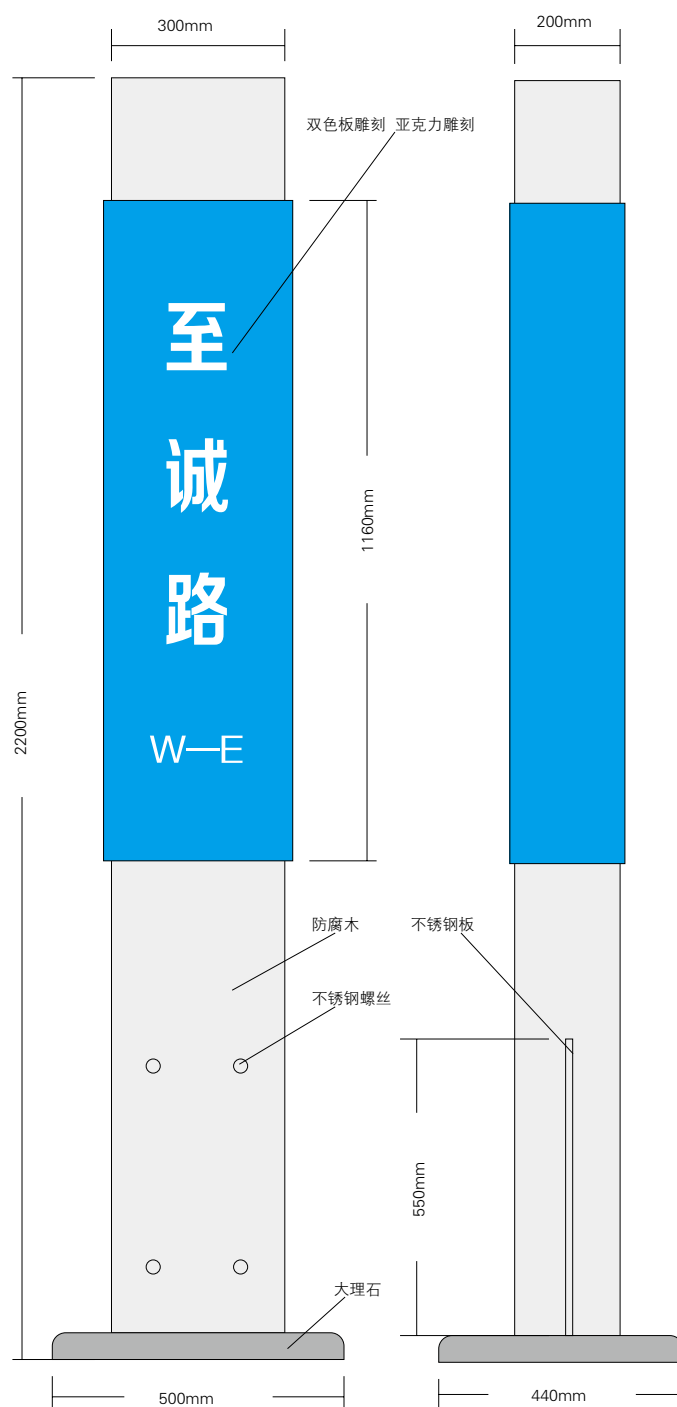 300mm
200mm
双色板雕刻 亚克力雕刻
至
诚
路
W—E
1160mm
2200mm
防腐木
不锈钢板
不锈钢螺丝
550mm
大理石
500mm
440mm